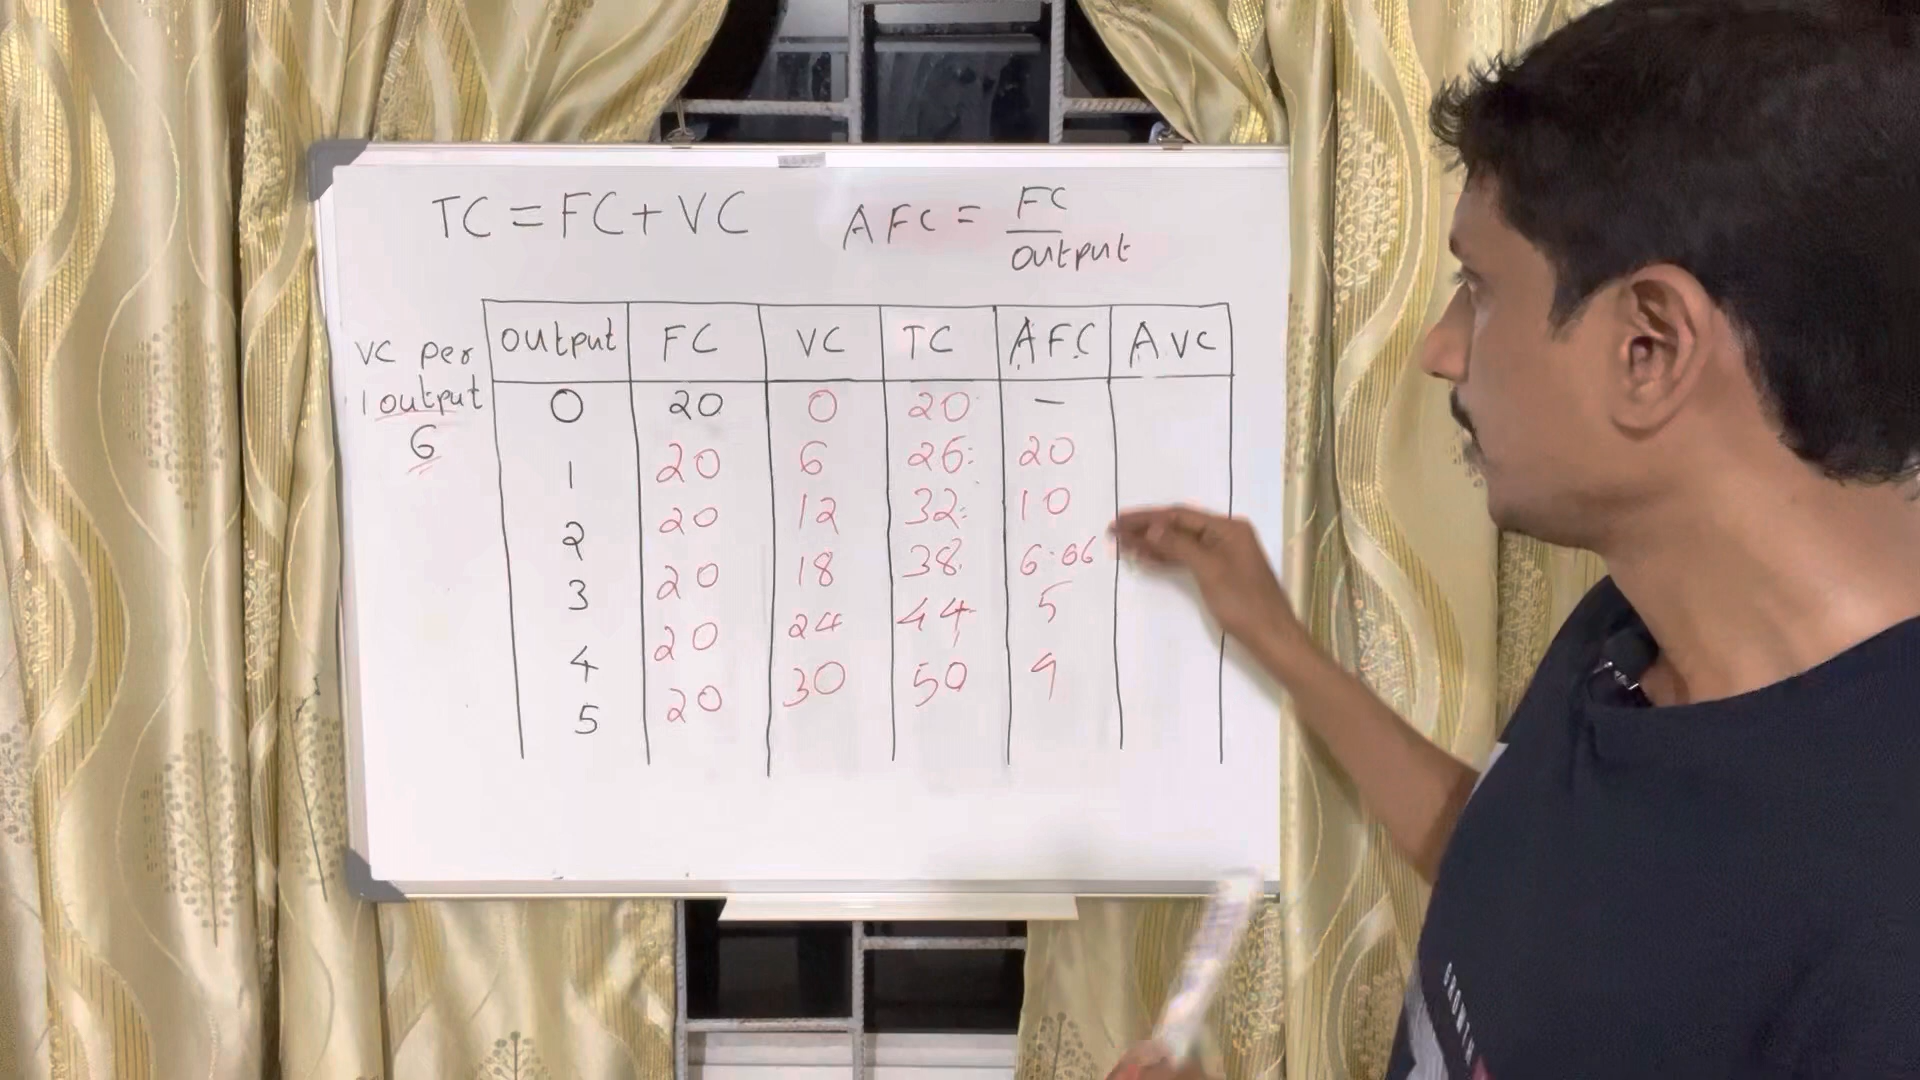 TC = FC + VC AFC = FC / output
VC per 1 output 6
output FC VC TC AFC AVC
0 20 0 20 —
1 20 6 26 20
2 20 12 32 10
3 20 18 38 6.66
4 20 24 44 5
5 20 30 50 4
GROWTH